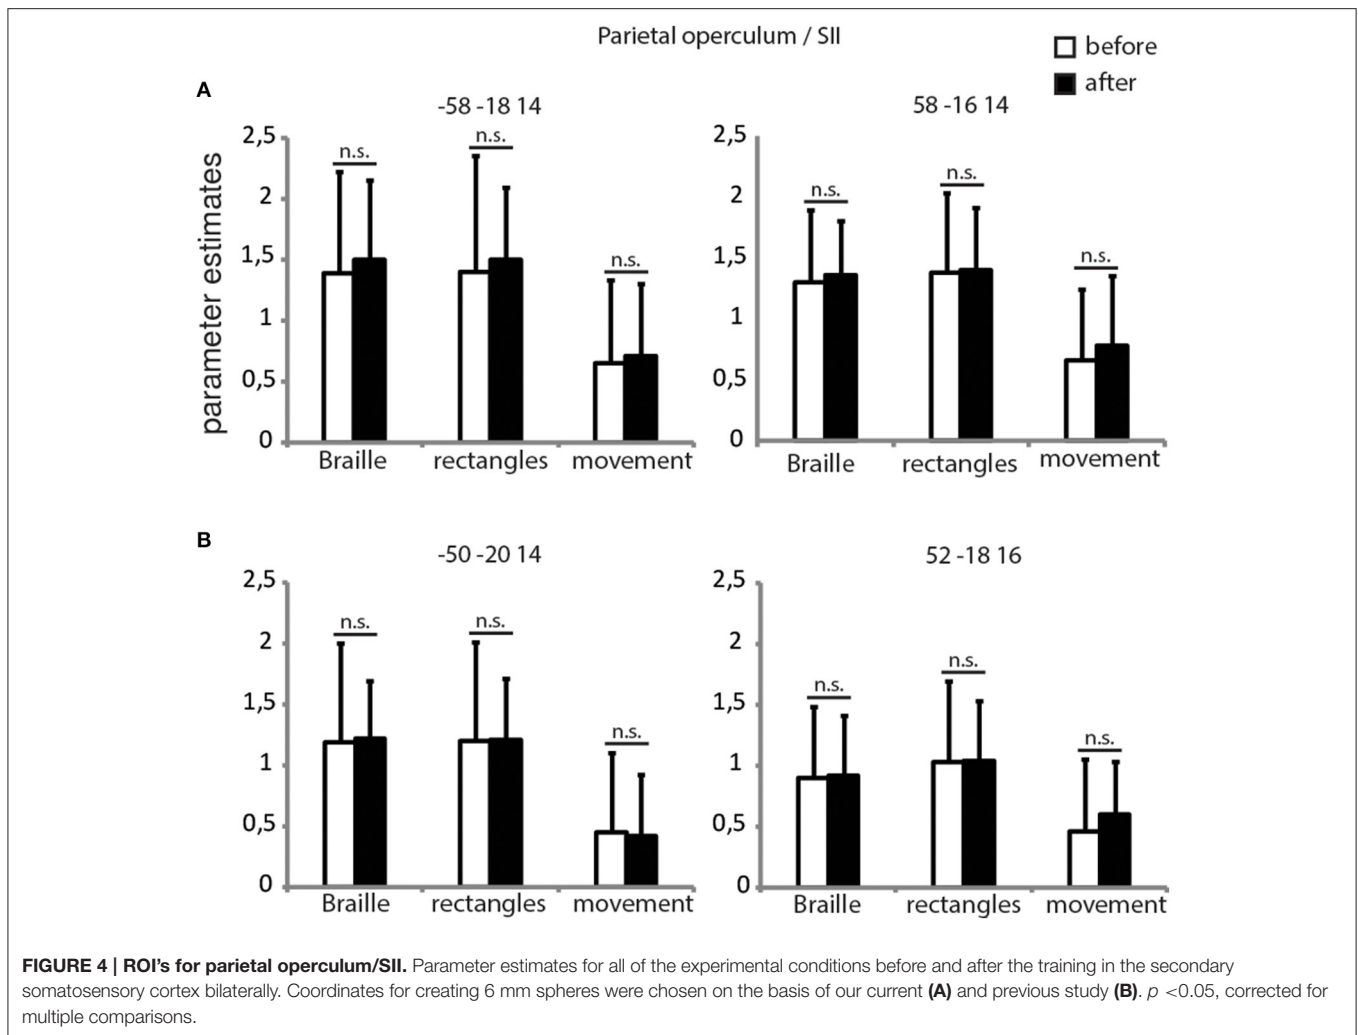 Parietal operculum / SII
before
after
A
-58 -18 14
58 -16 14
parameter estimates
2,5
2
1,5
1
0,5
0
n.s.
n.s.
n.s.
Braille
rectangles
movement
2,5
2
1,5
1
0,5
0
n.s.
n.s.
n.s.
Braille
rectangles
movement
B
-50 -20 14
52 -18 16
2,5
2
1,5
1
0,5
0
n.s.
n.s.
n.s.
Braille
rectangles
movement
2,5
2
1,5
1
0,5
0
n.s.
n.s.
n.s.
Braille
rectangles
movement
FIGURE 4 | ROI's for parietal operculum/SII. Parameter estimates for all of the experimental conditions before and after the training in the secondary
somatosensory cortex bilaterally. Coordinates for creating 6 mm spheres were chosen on the basis of our current (A) and previous study (B). p <0.05, corrected for
multiple comparisons.